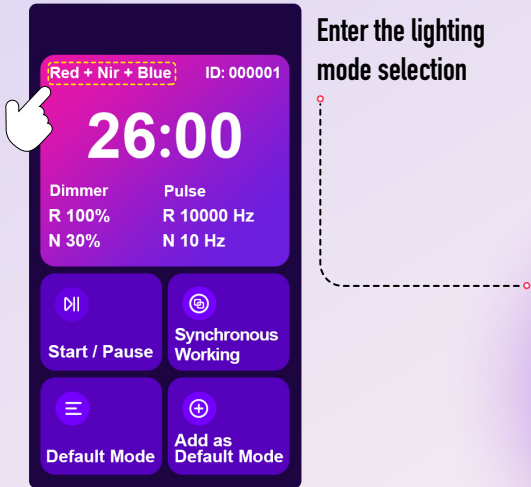 Enter the lighting
mode selection
Red + Nir + Blue
ID: 000001
26:00
Dimmer
Pulse
R 100%
R 10000 Hz
N 30%
N 10 Hz
Start / Pause
Synchronous
Working
Default Mode
Add as
Default Mode